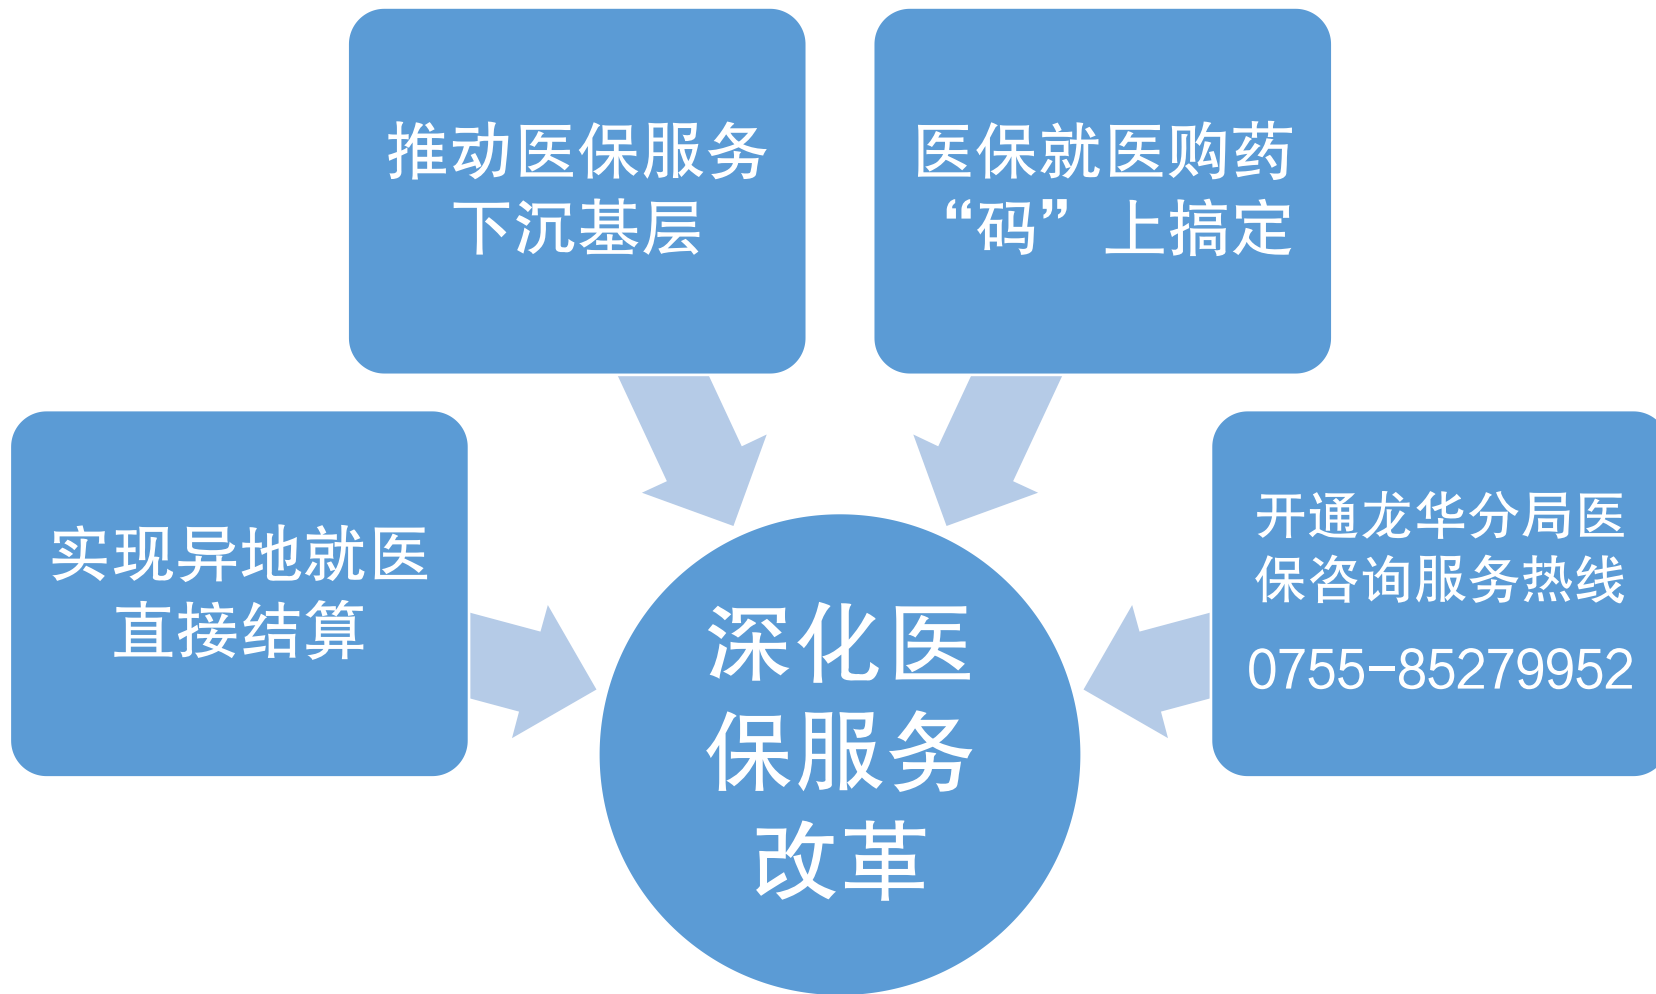 推动医保服务
下沉基层
医保就医购药
“码”上搞定
实现异地就医
直接结算
开通龙华分局医
保咨询服务热线
0755-85279952
深化医
保服务
改革